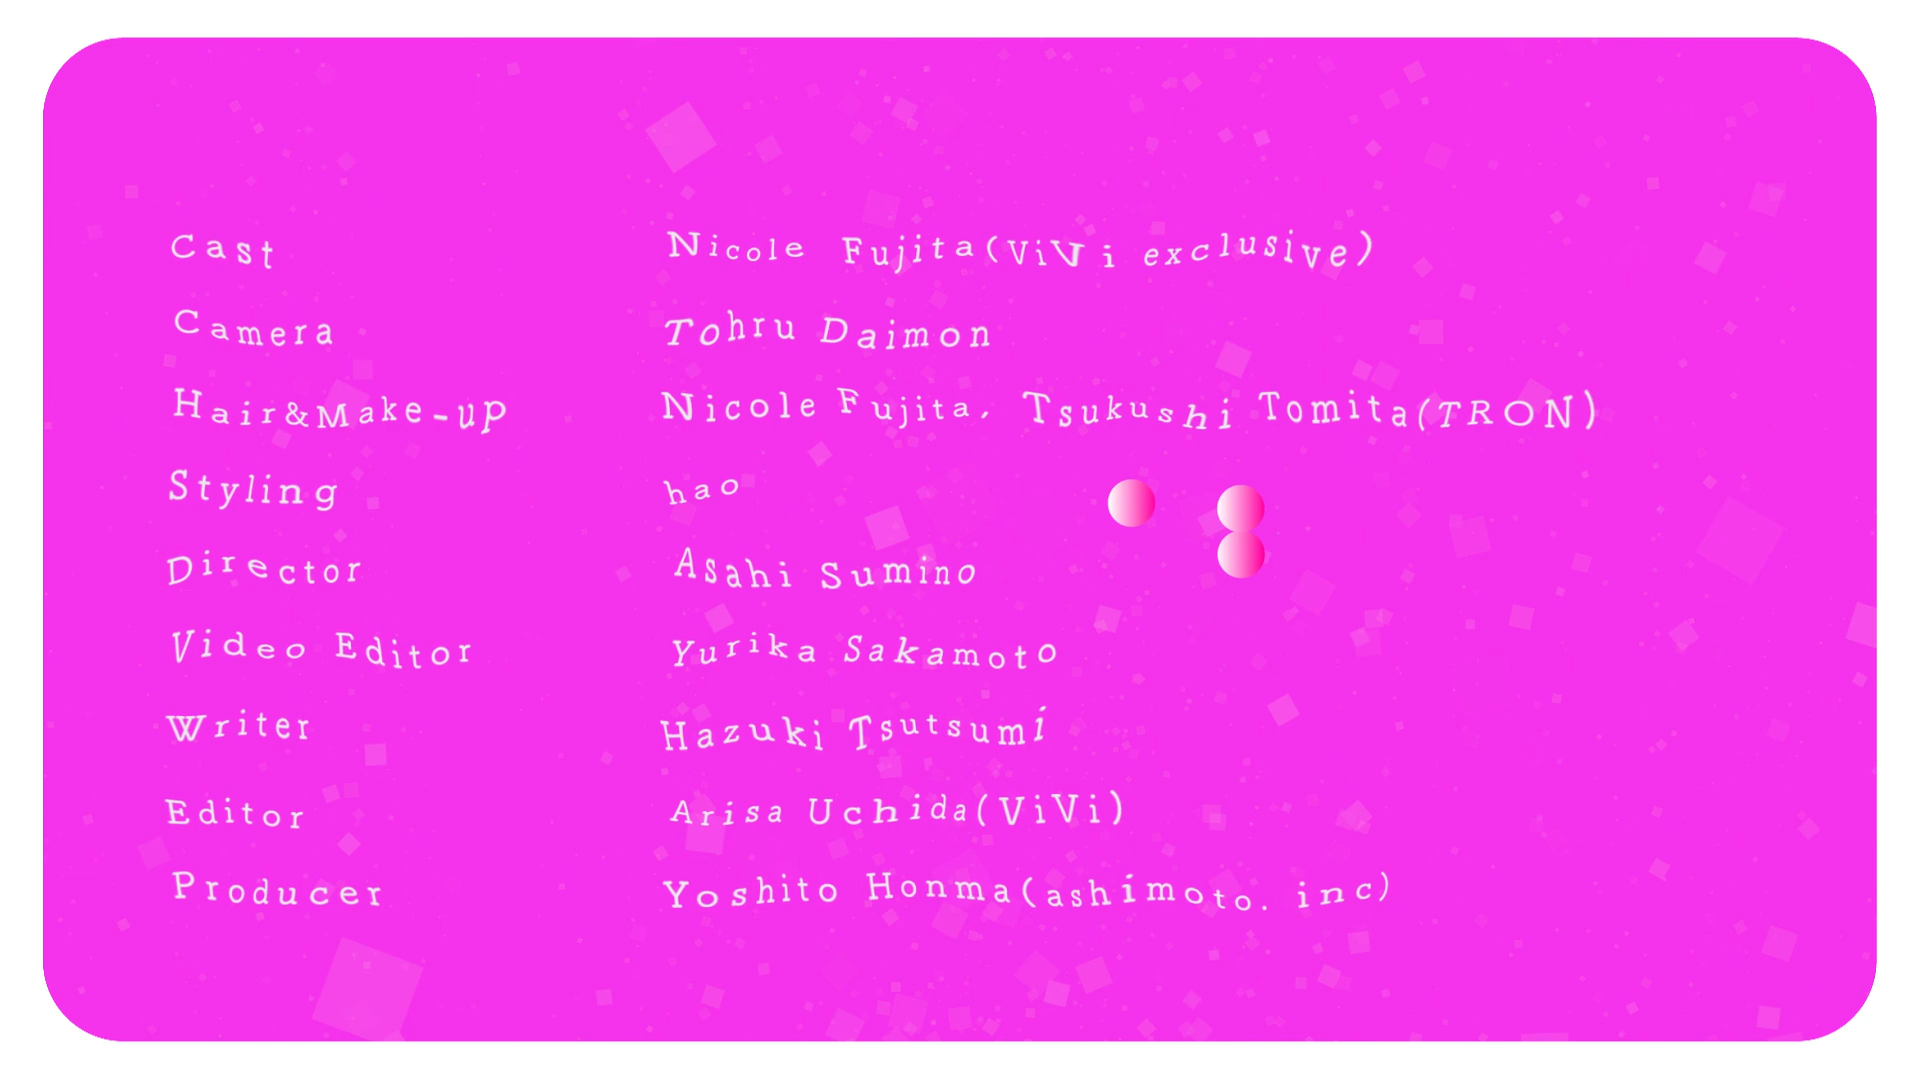 Cast Nicole Fujita(ViVi exclusive)
Camera Tohru Daimon
Hair&Make-up Nicole Fujita, Tsukushi Tomita(TRON)
Styling hao
Director Asahi Sumino
Video Editor Yurika Sakamoto
Writer Hazuki Tsutsumi
Editor Arisa Uchida(ViVi)
Producer Yoshito Honma(ashimoto. inc)